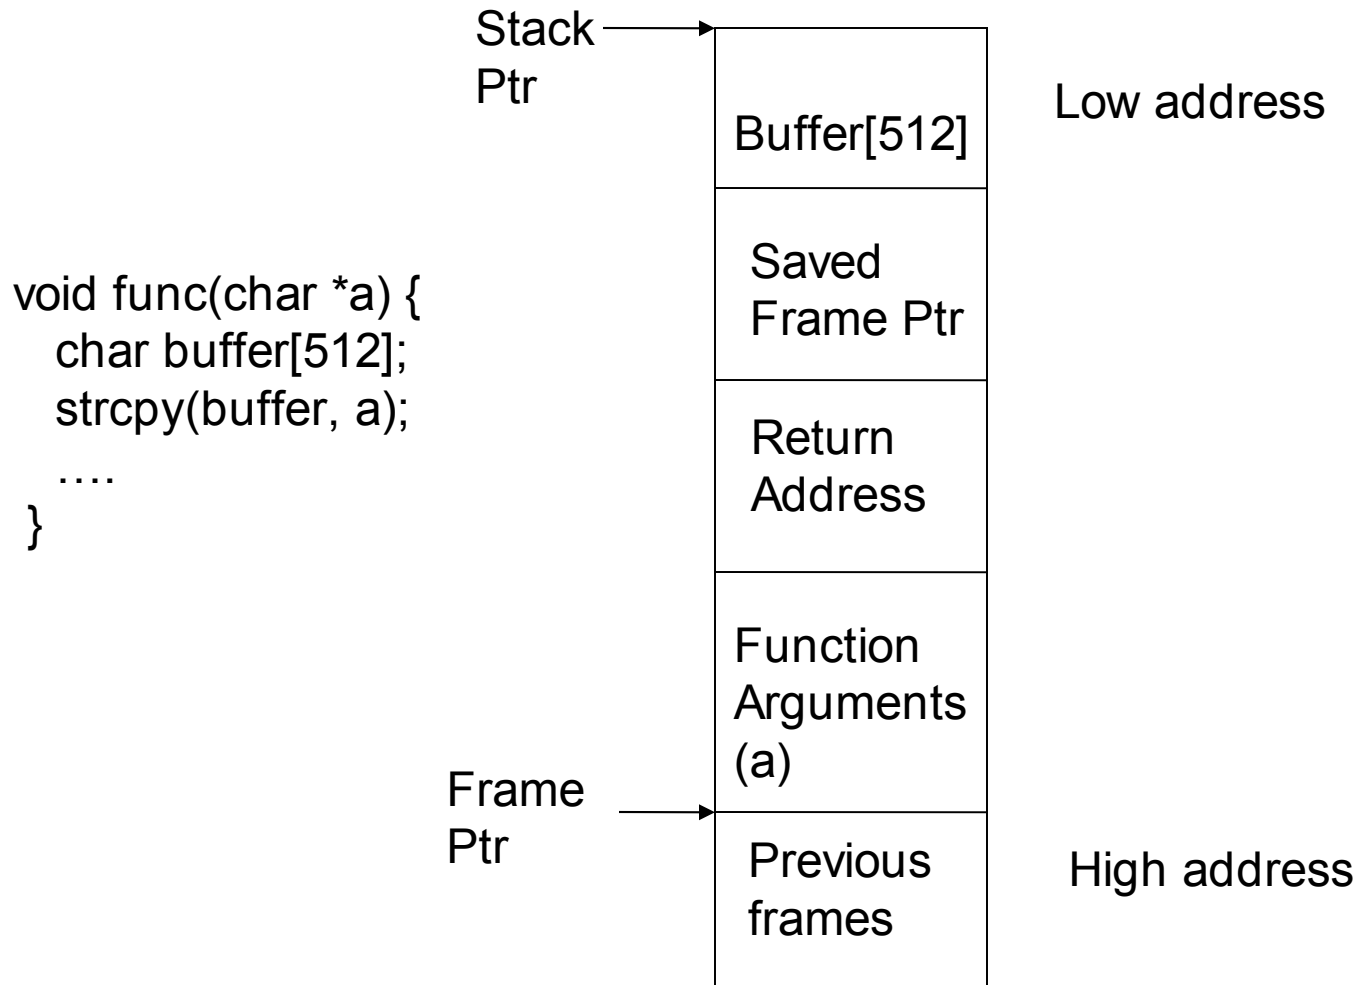 Stack
Ptr
Low address
Buffer[512]
Saved
Frame Ptr
void func(char *a) {
char buffer[512];
strcpy(buffer, a);
....
}
Return
Address
Function
Arguments
(a)
Frame
Ptr
Previous
frames
High address